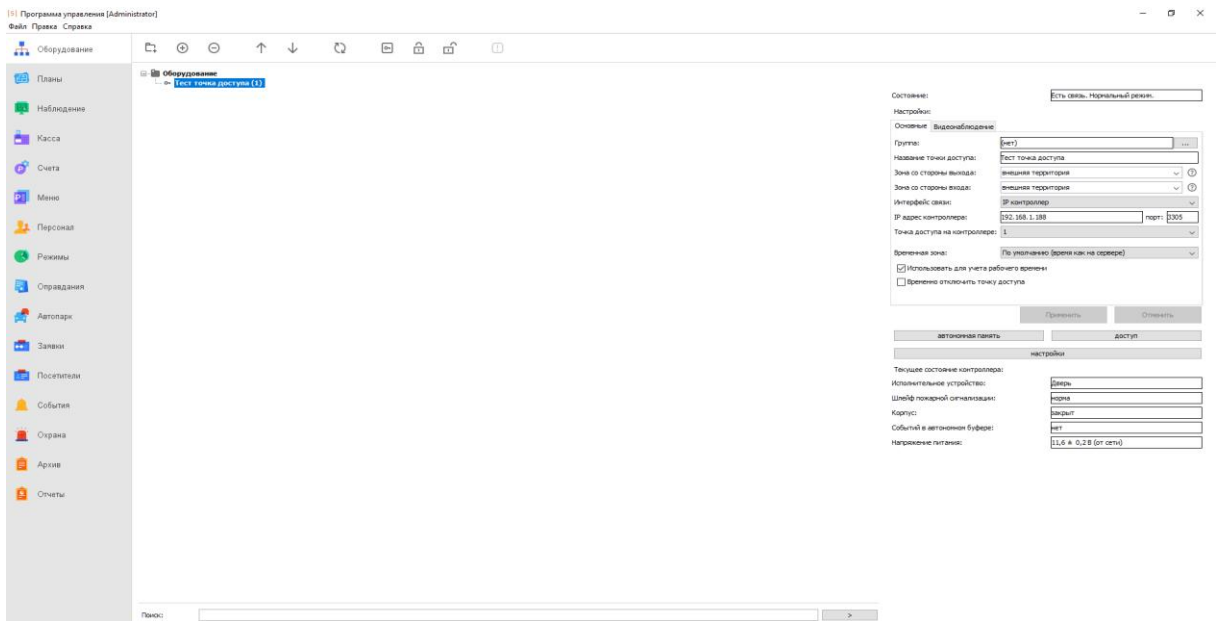 Программа управления [Administrator]
Файл Правка Справка
Оборудование
Планы
Наблюдение
Касса
Счета
Меню
Персонал
Режимы
Оправдания
Автопарк
Заявки
Посетители
События
Охрана
Архив
Отчеты
Оборудование
Тест точка доступа (1)
Поиск:
>
Состояние: Есть связь. Нормальный режим.
Настройки:
Основные Видеонаблюдение
Группа: (нет) ...
Название точки доступа: Тест точка доступа
Зона со стороны выхода: внешняя территория
Зона со стороны входа: внешняя территория
Интерфейс связи: IP контроллер
IP адрес контроллера: 192.168.1.188 порт: 3305
Точка доступа на контроллере: 1
Временная зона: По умолчанию (время как на сервере)
Использовать для учета рабочего времени
Временно отключить точку доступа
Применить Отменить
автономная память доступ
настройки
Текущее состояние контроллера:
Исполнительное устройство: Дверь
Шлейф пожарной сигнализации: норма
Корпус: закрыт
Событий в автономном буфере: нет
Напряжение питания: 11,6 ± 0,2 В (от сети)